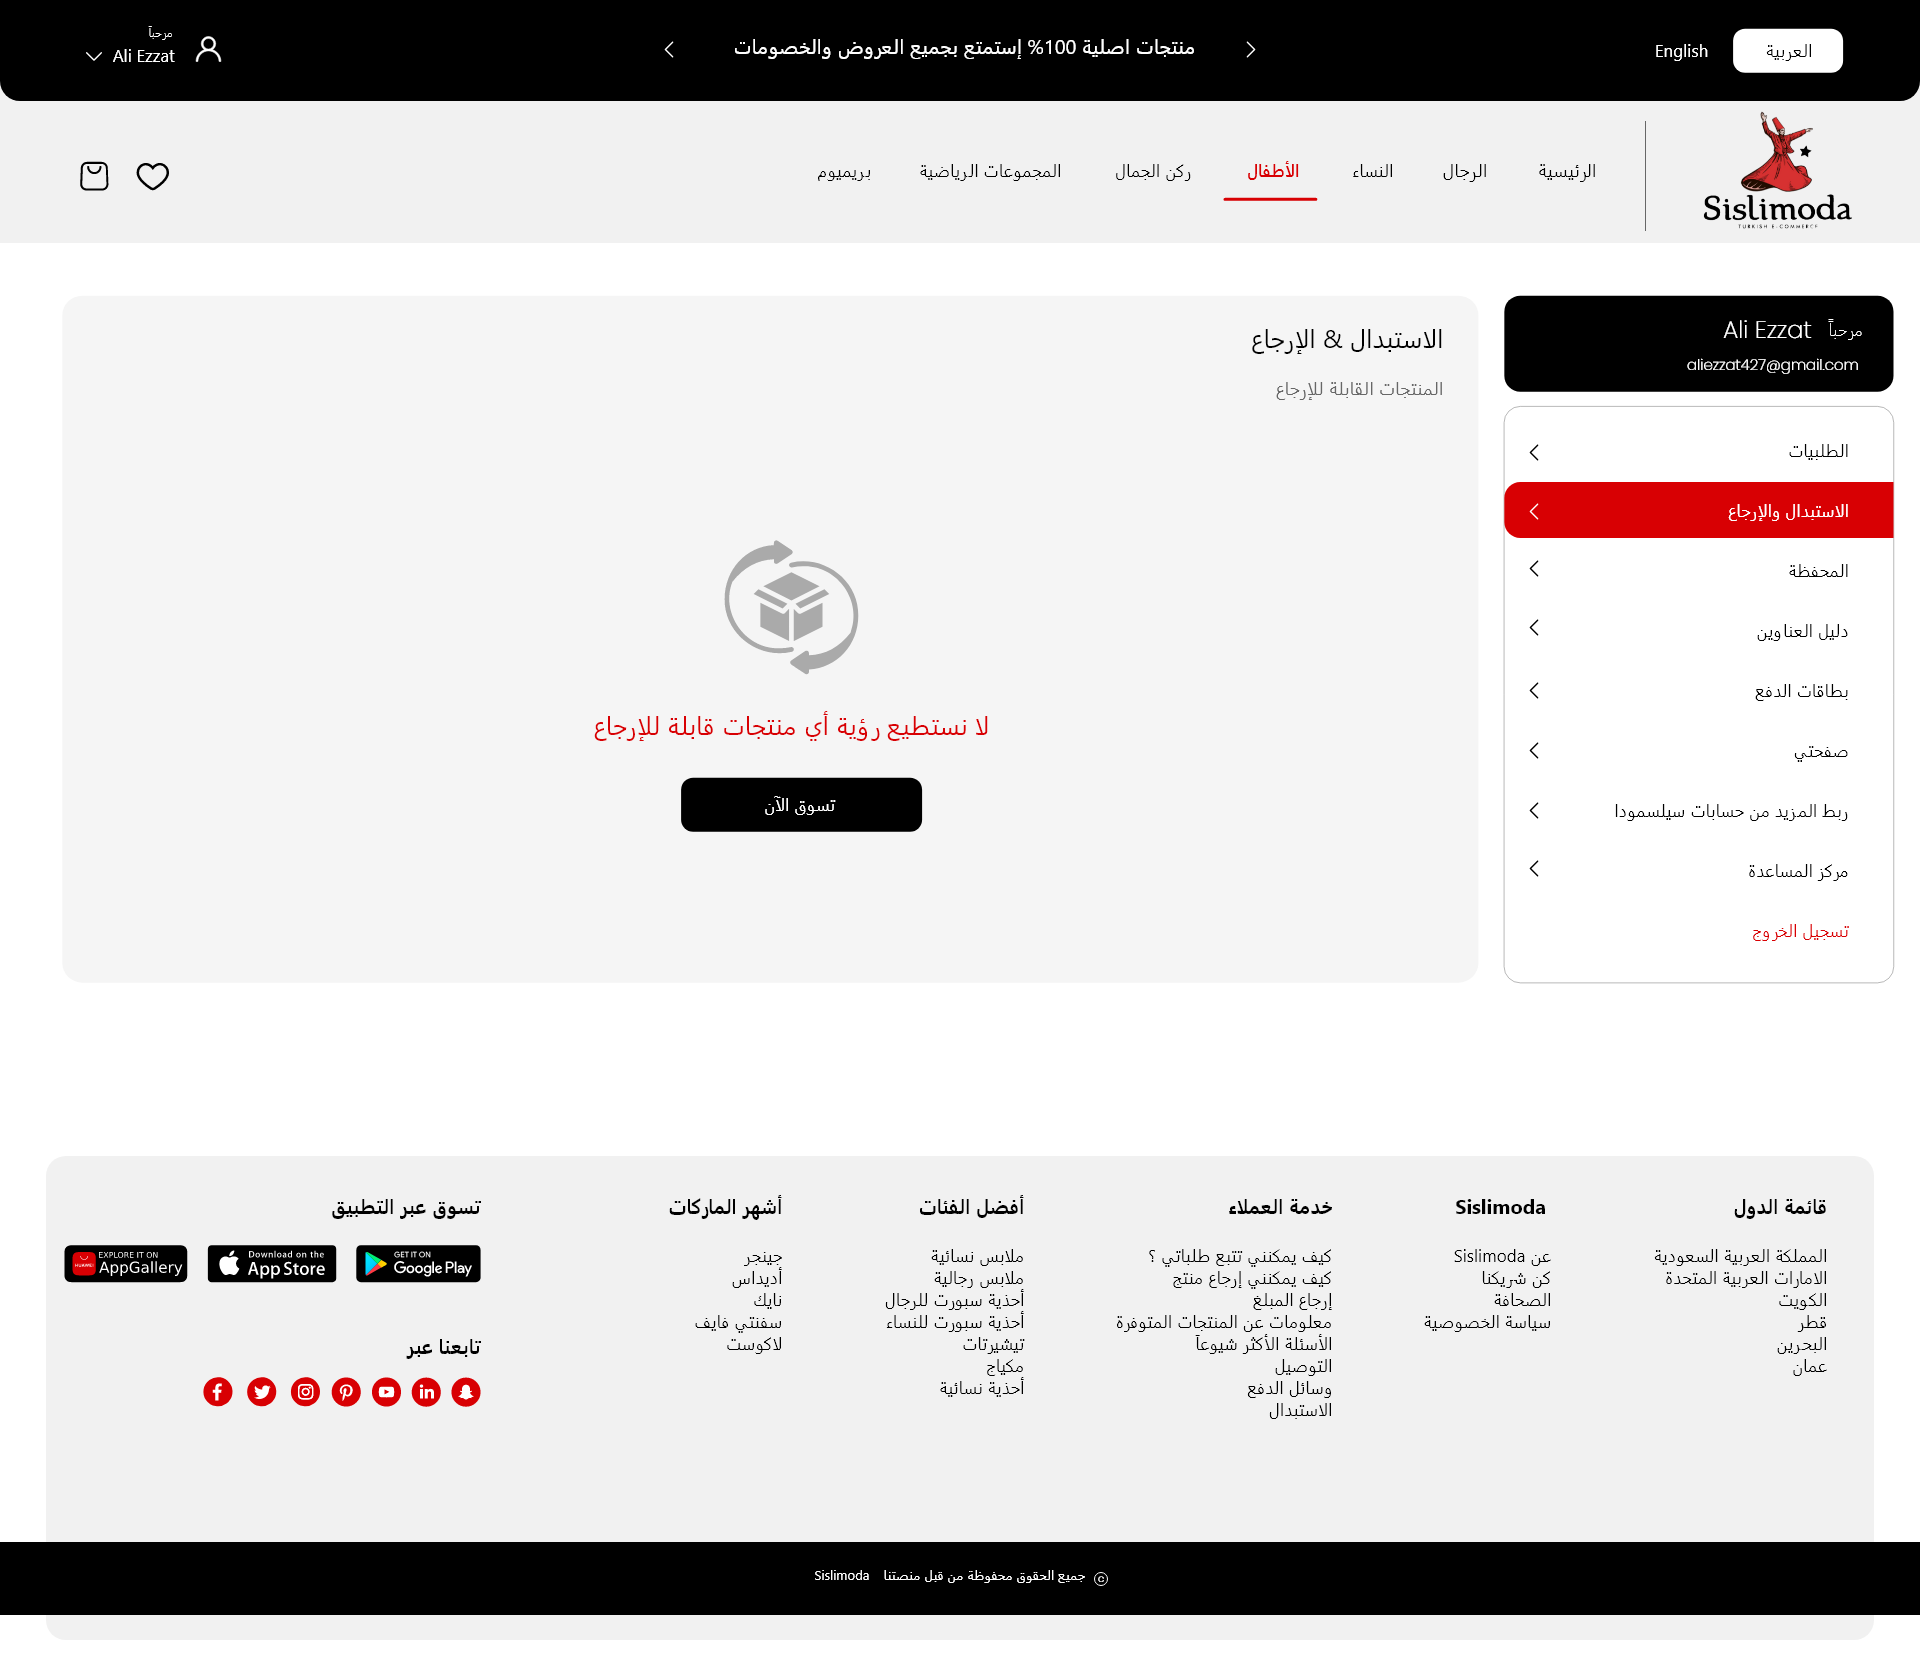 العربية
English
منتجات اصلية 100% إستمتع بجميع العروض والخصومات
مرحباً
Ali Ezzat
Sislimoda
TURKISH E-COMMERCE
الرئيسية
الرجال
النساء
الأطفال
ركن الجمال
المجموعات الرياضية
بريميوم
مرحباً Ali Ezzat
aliezzat427@gmail.com
الطلبيات
الاستبدال والإرجاع
المحفظة
دليل العناوين
بطاقات الدفع
صفحتي
ربط المزيد من حسابات سيلسمودا
مركز المساعدة
تسجيل الخروج
الاستبدال & الإرجاع
المنتجات القابلة للإرجاع
لا نستطيع رؤية أي منتجات قابلة للإرجاع
تسوق الآن
قائمة الدول
المملكة العربية السعودية
الامارات العربية المتحدة
الكويت
قطر
البحرين
عمان
Sislimoda
عن Sislimoda
كن شريكنا
الصحافة
سياسة الخصوصية
خدمة العملاء
كيف يمكنني تتبع طلباتي ؟
كيف يمكنني إرجاع منتج
إرجاع المبلغ
معلومات عن المنتجات المتوفرة
الأسئلة الأكثر شيوعاً
التوصيل
وسائل الدفع
الاستبدال
أفضل الفئات
ملابس نسائية
ملابس رجالية
أحذية سبورت للرجال
أحذية سبورت للنساء
تيشيرتات
مكياج
أحذية نسائية
أشهر الماركات
جينجر
أديداس
نايك
سفنتي فايف
لاكوست
تسوق عبر التطبيق
GET IT ON
Google Play
Download on the
App Store
EXPLORE IT ON
AppGallery
HUAWEI
تابعنا عبر
© جميع الحقوق محفوظة من قبل منصتنا Sislimoda